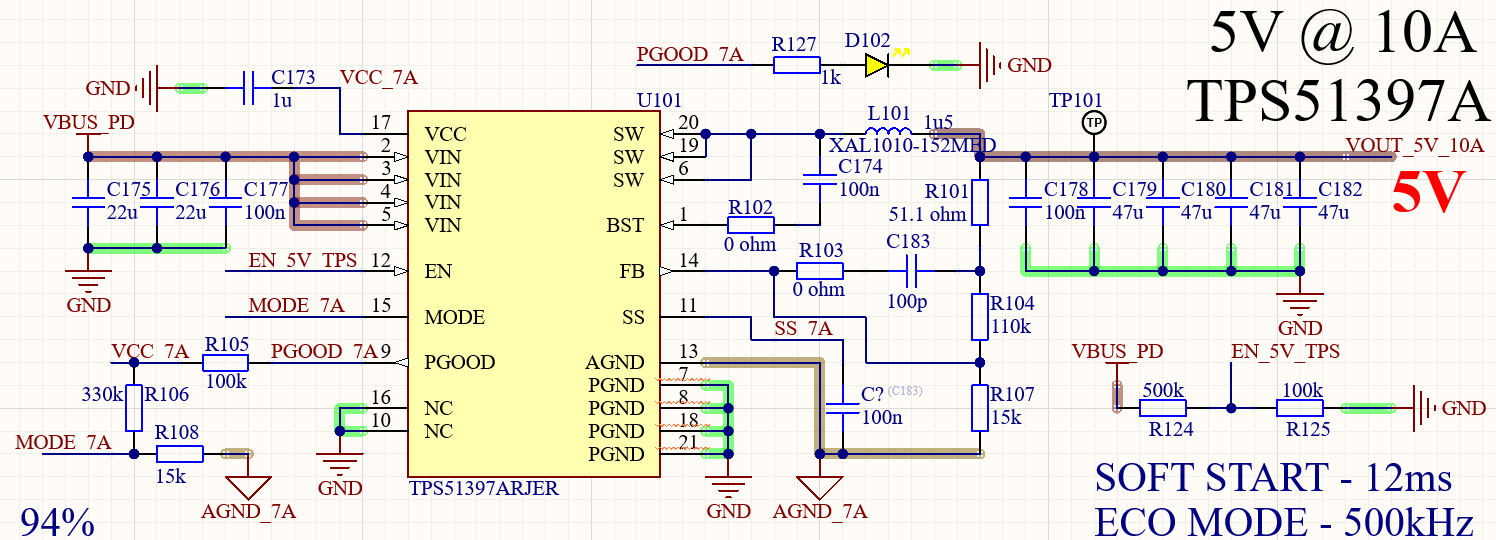 5V @ 10A
TPS51397A
PGOOD_7A
R127
1k
D102
GND
GND
C173
1u
VCC_7A
VBUS_PD
U101
TP101
L101
1u5
XAL1010-152MED
VOUT_5V_10A
5V
17 VCC
2 VIN
3 VIN
4 VIN
5 VIN
12 EN
15 MODE
9 PGOOD
16 NC
10 NC
SW 20
SW 19
SW 6
BST 1
FB 14
SS 11
AGND 13
PGND 7
PGND 8
PGND 18
PGND 21
TPS51397ARJER
C175
22u
C176
22u
C177
100n
GND
EN_5V_TPS
MODE_7A
VCC_7A
R105
100k
PGOOD_7A
330k
R106
MODE_7A
R108
15k
AGND_7A
GND
C174
100n
R102
0 ohm
R103
0 ohm
C183
100p
R101
51.1 ohm
R104
110k
R107
15k
SS_7A
C? (C183)
100n
GND
AGND_7A
C178
100n
C179
47u
C180
47u
C181
47u
C182
47u
GND
VBUS_PD
500k
R124
EN_5V_TPS
100k
R125
GND
SOFT START - 12ms
ECO MODE - 500kHz
94%
TP